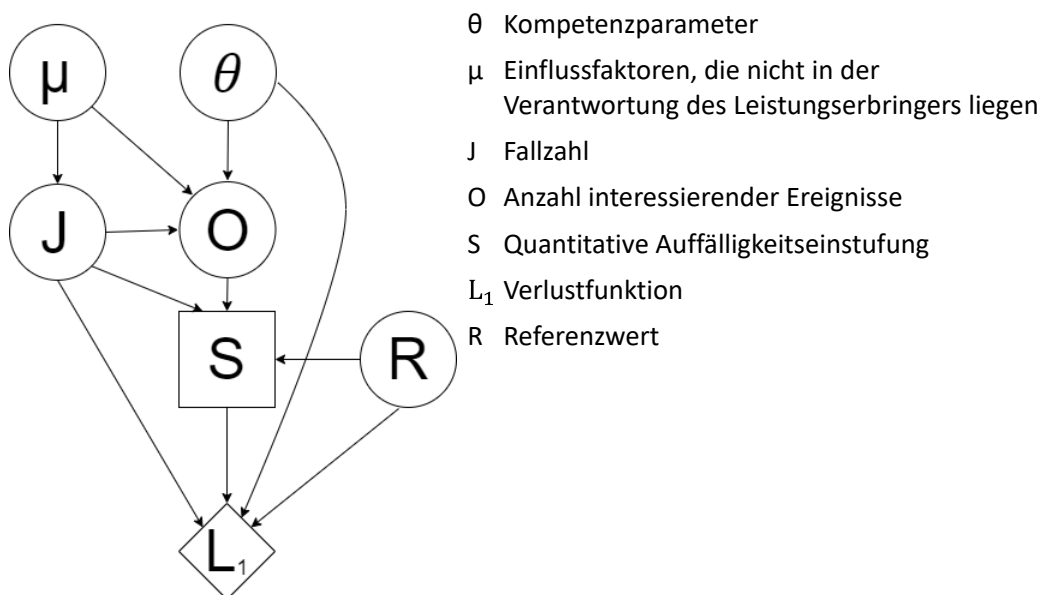 μ
θ
J
O
S
R
L₁
θ Kompetenzparameter
μ Einflussfaktoren, die nicht in der
Verantwortung des Leistungserbringers liegen
J Fallzahl
O Anzahl interessierender Ereignisse
S Quantitative Auffälligkeitseinstufung
L₁ Verlustfunktion
R Referenzwert